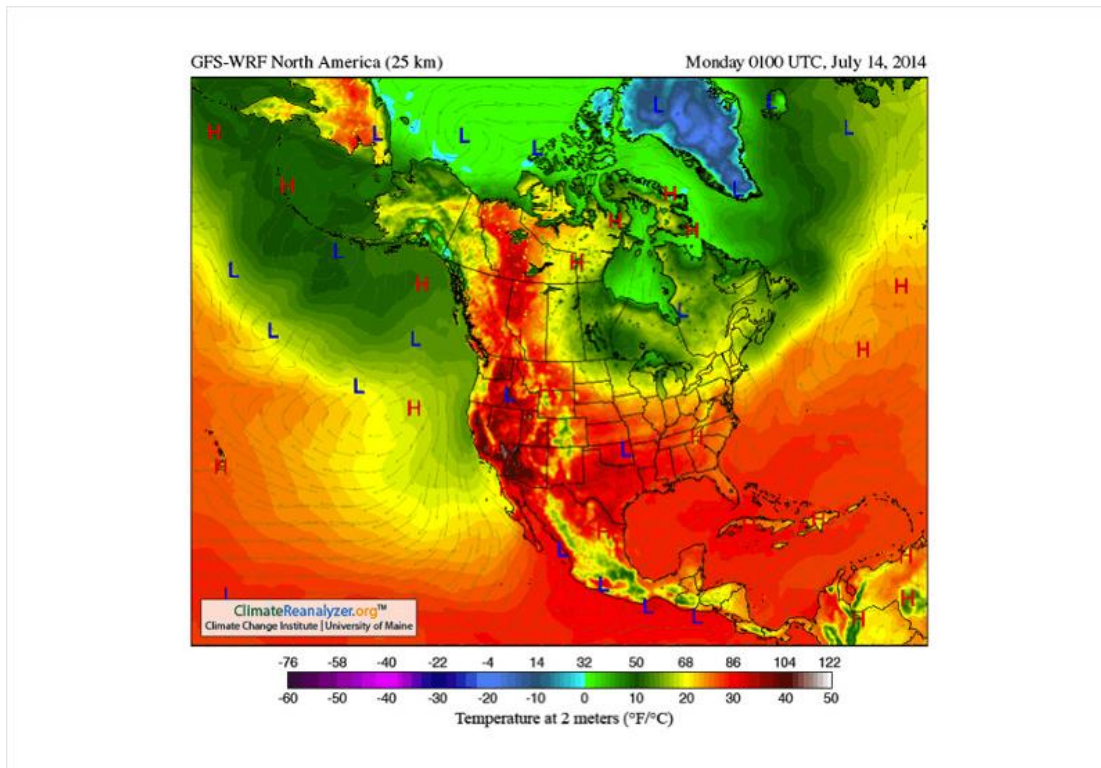 GFS-WRF North America (25 km)
Monday 0100 UTC, July 14, 2014
H
L
L
L
L
L
L
H
H
H
H
L
H
L
L
H
H
L
L
L
H
L
L
H
L
H
H
L
H
H
H
L
H
L
H
L
L
L
H
ClimateReanalyzer.org™
Climate Change Institute | University of Maine
-76 -58 -40 -22 -4 14 32 50 68 86 104 122
-60 -50 -40 -30 -20 -10 0 10 20 30 40 50
Temperature at 2 meters (°F/°C)